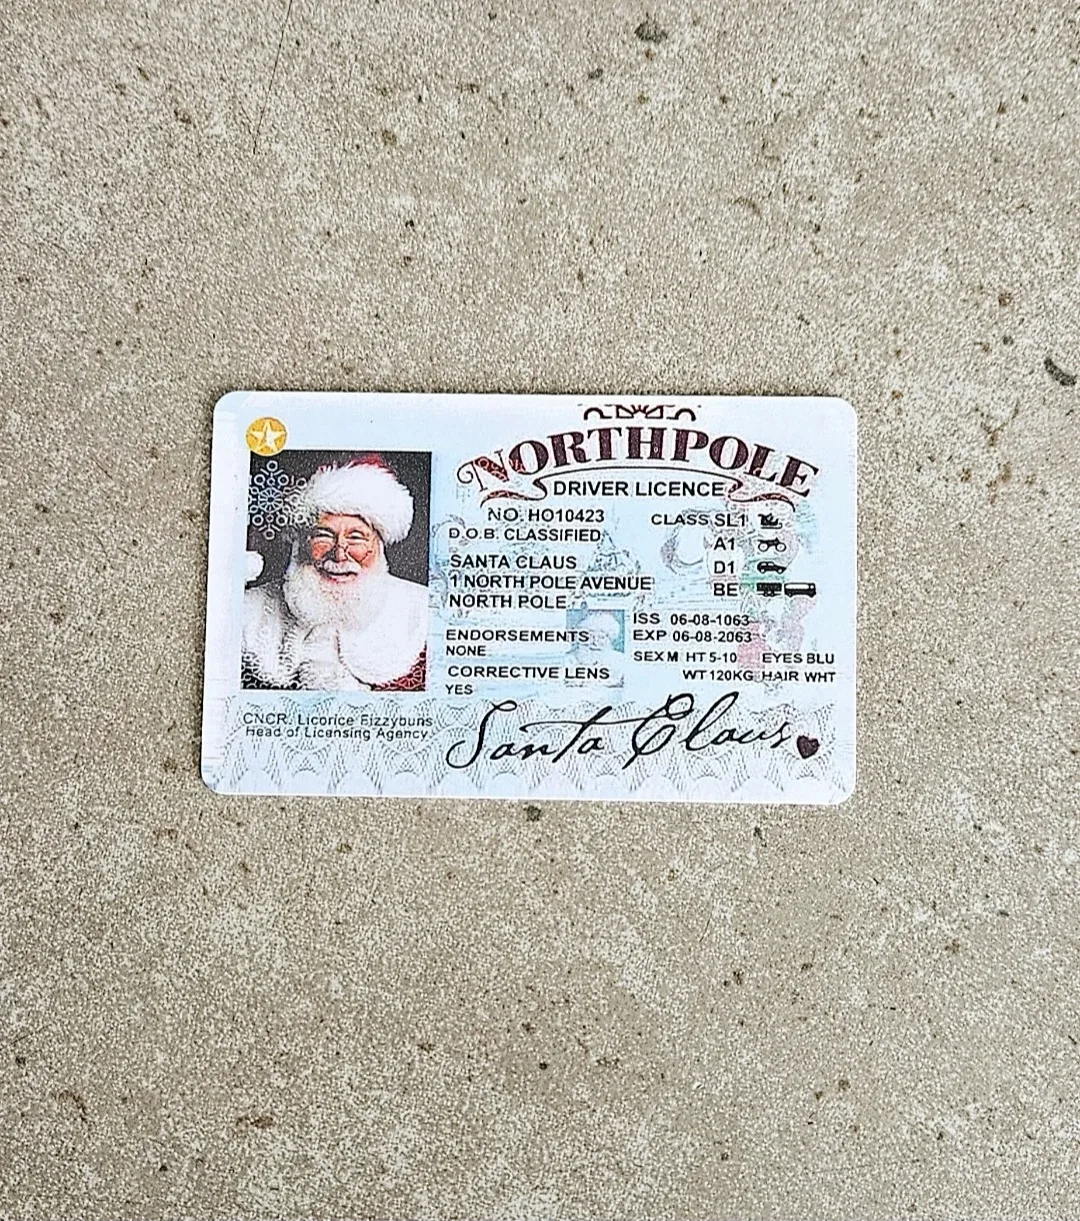 NORTHPOLE
DRIVER LICENCE
NO. HO10423
CLASS SL1
D.O.B. CLASSIFIED
A1
SANTA CLAUS
D1
1 NORTH POLE AVENUE
BE
NORTH POLE
ISS 06-08-1063
ENDORSEMENTS
EXP 06-08-2063
NONE
SEX M HT 5-10 EYES BLU
CORRECTIVE LENS
WT 120KG HAIR WHT
YES
CNCR. Licorice Fizzybuns
Head of Licensing Agency
Santa Claus